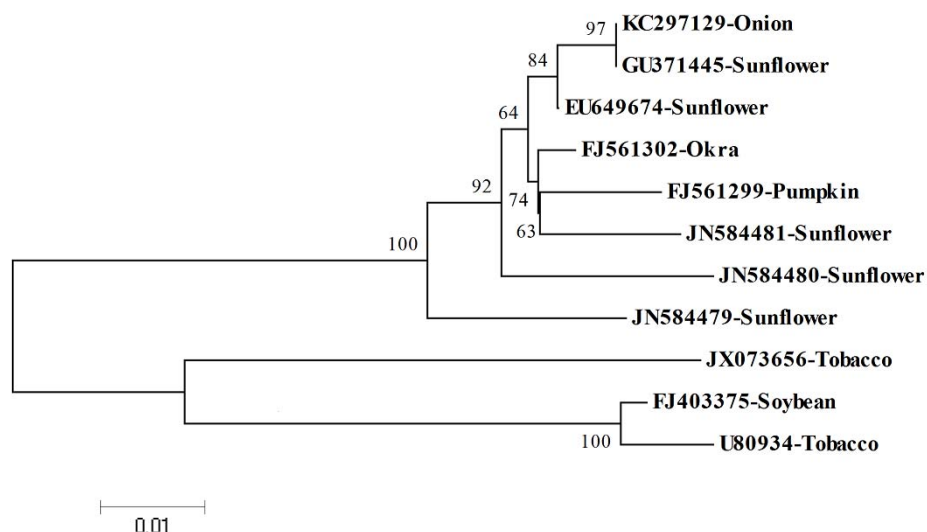 97
KC297129-Onion
GU371445-Sunflower
84
EU649674-Sunflower
64
FJ561302-Okra
92
74
FJ561299-Pumpkin
63
JN584481-Sunflower
100
JN584480-Sunflower
JN584479-Sunflower
JX073656-Tobacco
FJ403375-Soybean
100
U80934-Tobacco
0.01